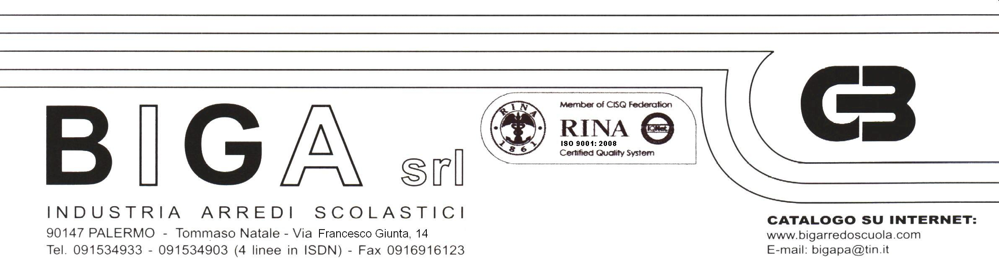 BIGA srl
INDUSTRIA ARREDI SCOLASTICI
90147 PALERMO - Tommaso Natale - Via Francesco Giunta, 14
Tel. 091534933 - 091534903 (4 linee in ISDN) - Fax 0916916123
RINA
1861
Member of CISQ Federation
RINA
IQNet
ISO 9001: 2008
Certified Quality System
GB
CATALOGO SU INTERNET:
www.bigarredoscuola.com
E-mail: bigapa@tin.it